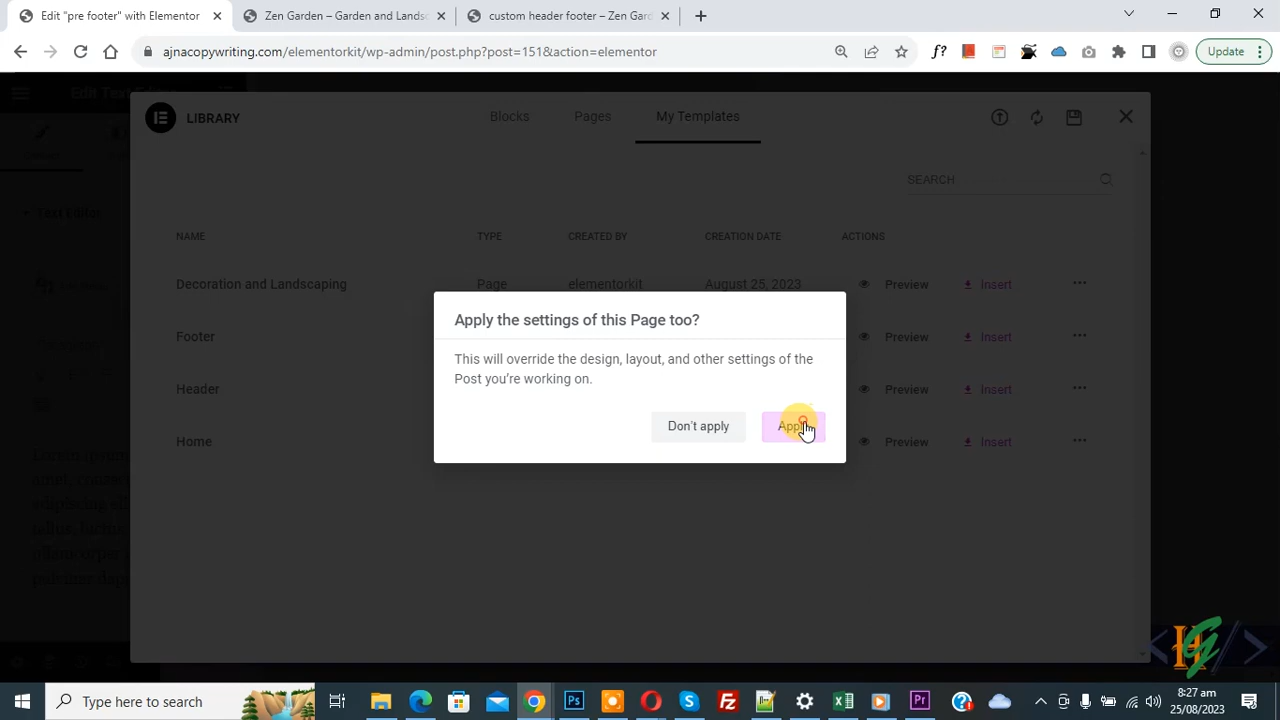 Edit "pre footer" with Elementor
Zen Garden – Garden and Landsc
custom header footer – Zen Gard
ajnacopywriting.com/elementorkit/wp-admin/post.php?post=151&action=elementor
f?
Update
LIBRARY
Blocks
Pages
My Templates
Text Editor
SEARCH
NAME
TYPE
CREATED BY
CREATION DATE
ACTIONS
Decoration and Landscaping
Page
elementorkit
August 25, 2023
Preview
Insert
Footer
Preview
Insert
Header
Preview
Insert
Home
Preview
Insert
Apply the settings of this Page too?
This will override the design, layout, and other settings of the
Post you're working on.
Don't apply
Apply
Type here to search
8:27 am
25/08/2023